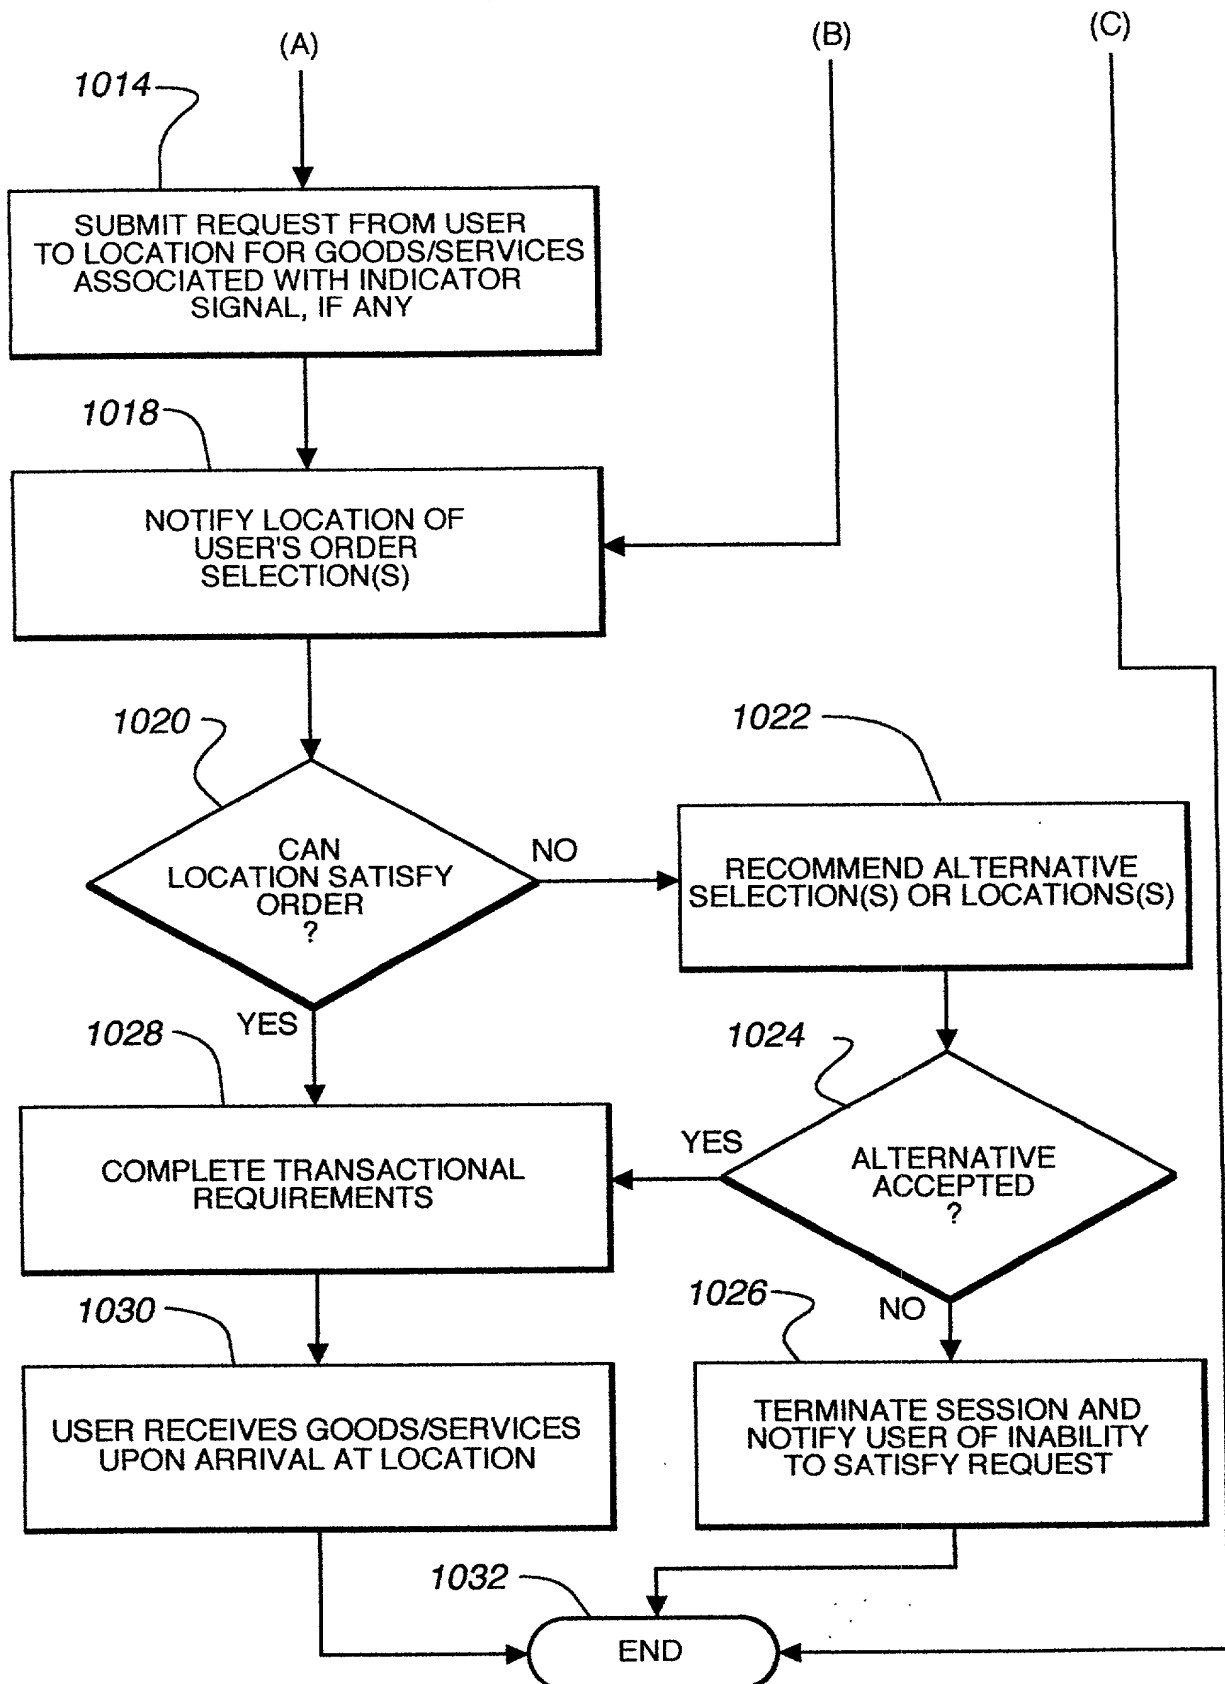 (A)
(B)
(C)
1014
SUBMIT REQUEST FROM USER
TO LOCATION FOR GOODS/SERVICES
ASSOCIATED WITH INDICATOR
SIGNAL, IF ANY
1018
NOTIFY LOCATION OF
USER'S ORDER
SELECTION(S)
1020
CAN
LOCATION SATISFY
ORDER
?
NO
1022
RECOMMEND ALTERNATIVE
SELECTION(S) OR LOCATIONS(S)
YES
1028
COMPLETE TRANSACTIONAL
REQUIREMENTS
1024
YES
ALTERNATIVE
ACCEPTED
?
NO
1030
USER RECEIVES GOODS/SERVICES
UPON ARRIVAL AT LOCATION
1026
TERMINATE SESSION AND
NOTIFY USER OF INABILITY
TO SATISFY REQUEST
1032
END